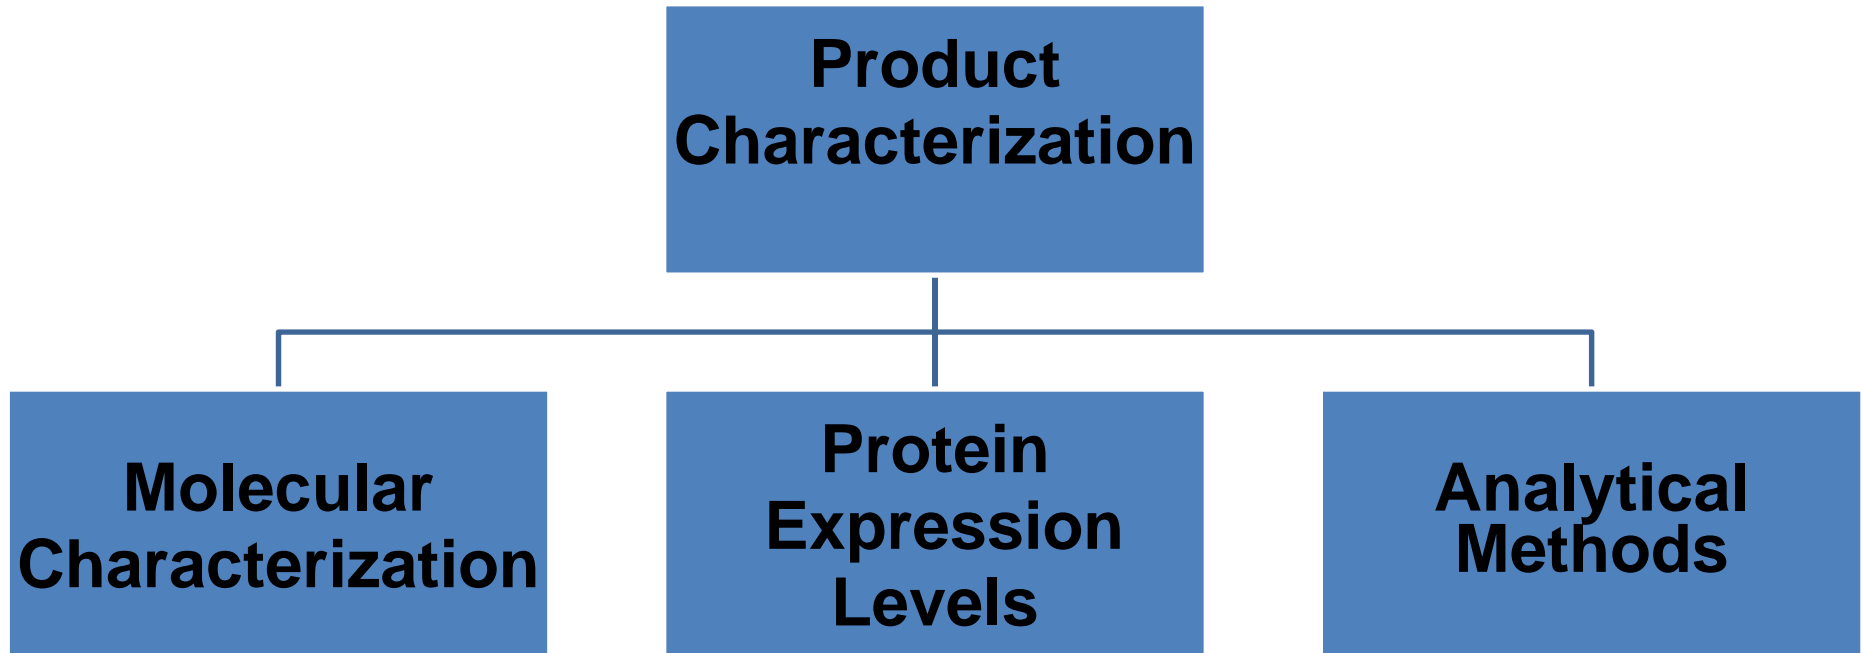 Product
Characterization
Molecular
Characterization
Protein
Expression
Levels
Analytical
Methods